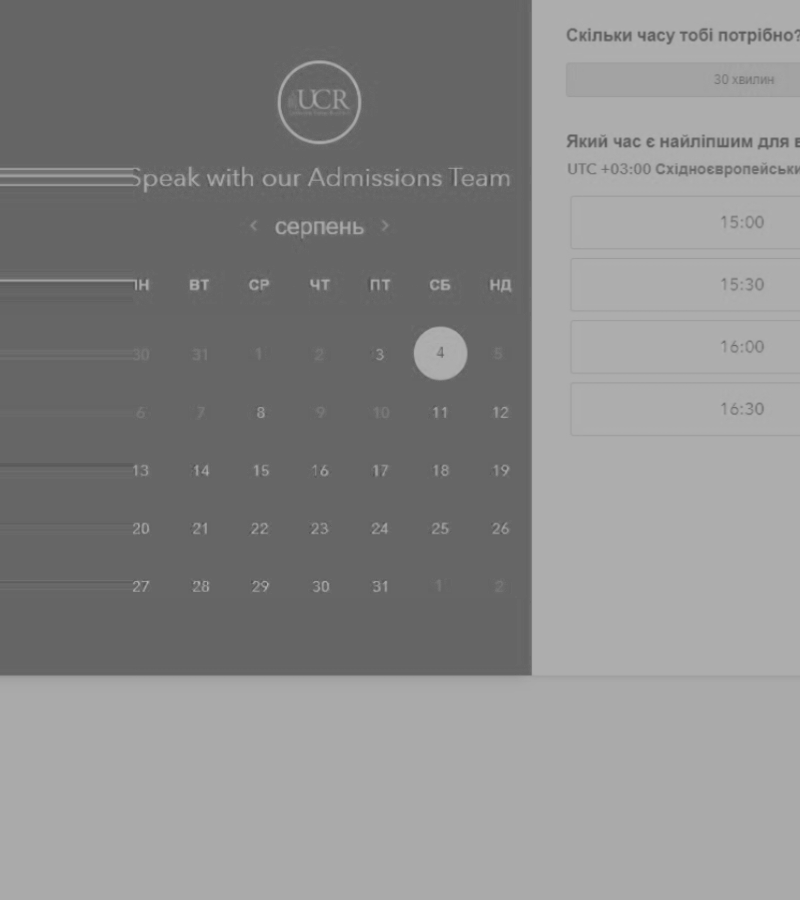 UCR
Speak with our Admissions Team
< серпень >
ПН ВТ СР ЧТ ПТ СБ НД
30 31 1 2 3 4 5
6 7 8 9 10 11 12
13 14 15 16 17 18 19
20 21 22 23 24 25 26
27 28 29 30 31 1 2
Скільки часу тобі потрібно?
30 хвилин
Який час є найліпшим для
UTC +03:00 Східноєвропейськи
15:00
15:30
16:00
16:30